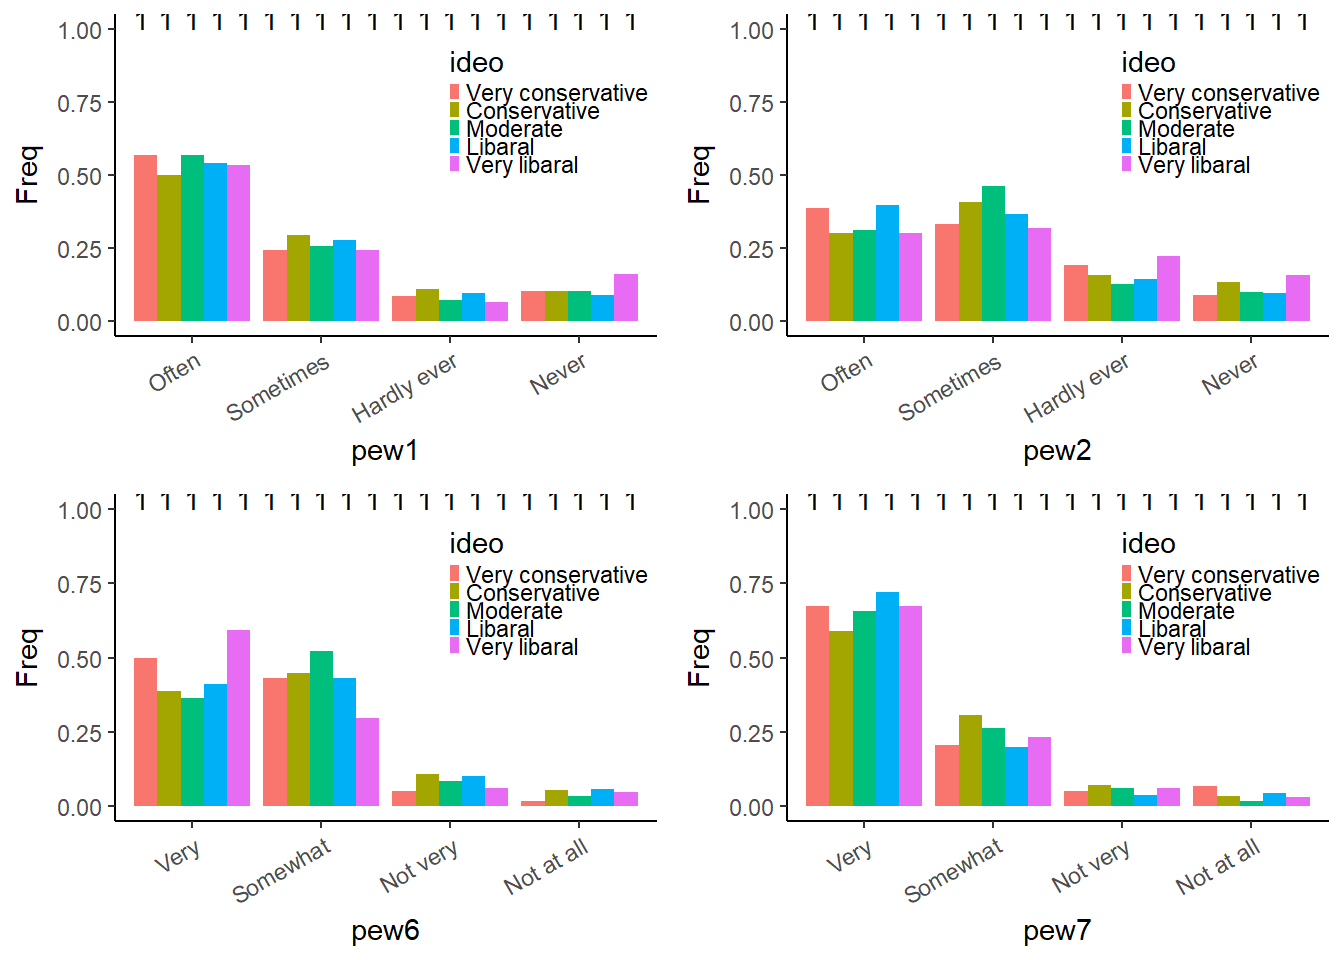 1.00
0.75
0.50
0.25
0.00
Freq
ideo
Very conservative
Conservative
Moderate
Libaral
Very libaral
Often
Sometimes
Hardly ever
Never
pew1
1.00
0.75
0.50
0.25
0.00
Freq
ideo
Very conservative
Conservative
Moderate
Libaral
Very libaral
Often
Sometimes
Hardly ever
Never
pew2
1.00
0.75
0.50
0.25
0.00
Freq
ideo
Very conservative
Conservative
Moderate
Libaral
Very libaral
Very
Somewhat
Not very
Not at all
pew6
1.00
0.75
0.50
0.25
0.00
Freq
ideo
Very conservative
Conservative
Moderate
Libaral
Very libaral
Very
Somewhat
Not very
Not at all
pew7